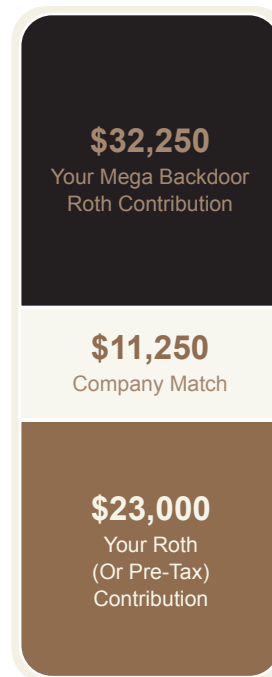 $32,250
Your Mega Backdoor
Roth Contribution
$11,250
Company Match
$23,000
Your Roth
(Or Pre-Tax)
Contribution